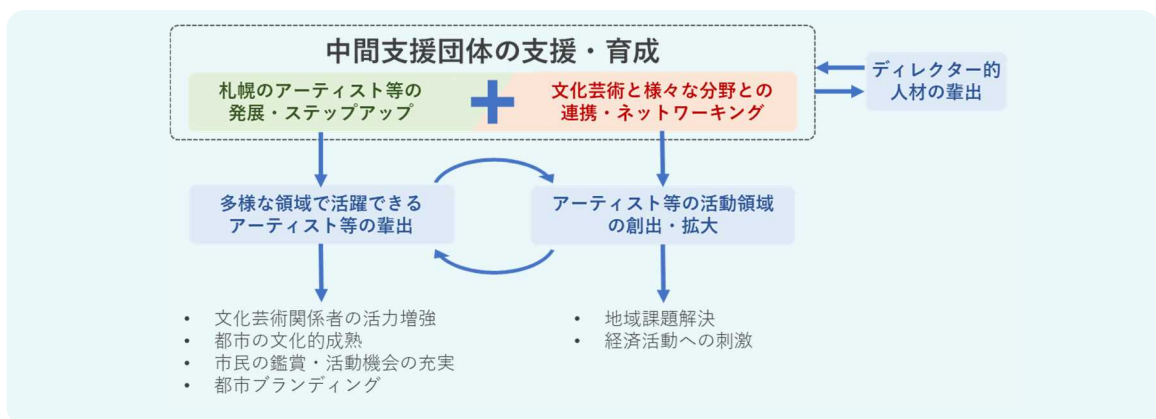 中間支援団体の支援・育成
札幌のアーティスト等の
発展・ステップアップ
文化芸術と様々な分野との
連携・ネットワーキング
ディレクター的
人材の輩出
多様な領域で活躍できる
アーティスト等の輩出
アーティスト等の活動領域
の創出・拡大
• 文化芸術関係者の活力増強
• 都市の文化的成熟
• 市民の鑑賞・活動機会の充実
• 都市ブランディング
• 地域課題解決
• 経済活動への刺激